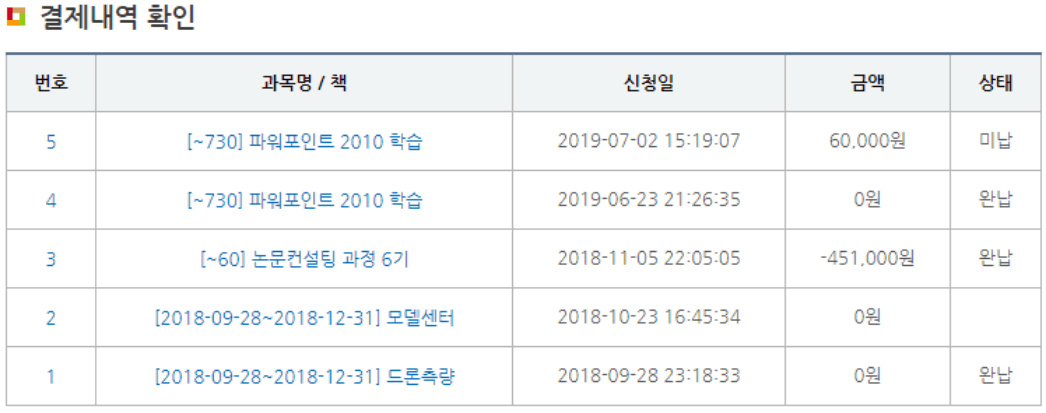 결제내역 확인
번호 과목명 / 책 신청일 금액 상태
5 [~730] 파워포인트 2010 학습 2019-07-02 15:19:07 60,000원 미납
4 [~730] 파워포인트 2010 학습 2019-06-23 21:26:35 0원 완납
3 [~60] 논문컨설팅 과정 6기 2018-11-05 22:05:05 -451,000원 완납
2 [2018-09-28~2018-12-31] 모델센터 2018-10-23 16:45:34 0원
1 [2018-09-28~2018-12-31] 드론측량 2018-09-28 23:18:33 0원 완납